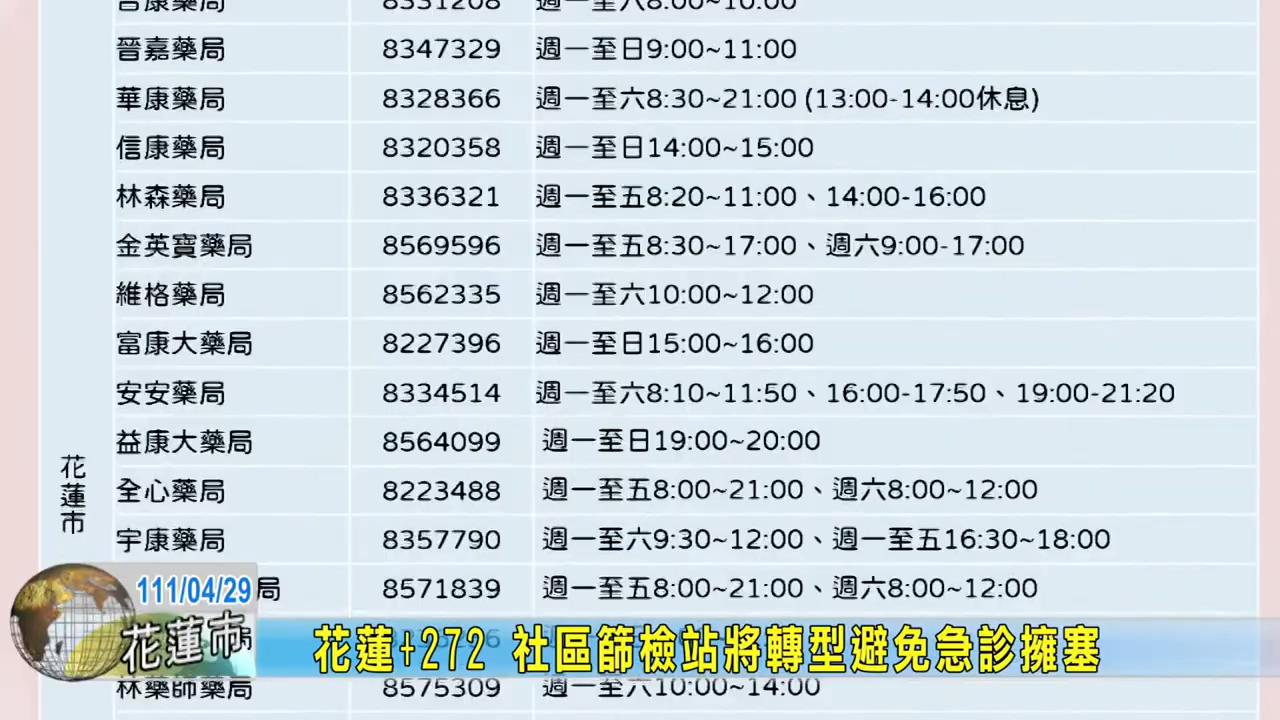 8331208 週一至六8:00~10:00
晉嘉藥局 8347329 週一至日9:00~11:00
華康藥局 8328366 週一至六8:30~21:00 (13:00-14:00休息)
信康藥局 8320358 週一至日14:00~15:00
林森藥局 8336321 週一至五8:20~11:00、14:00-16:00
金英寶藥局 8569596 週一至五8:30~17:00、週六9:00-17:00
維格藥局 8562335 週一至六10:00~12:00
富康大藥局 8227396 週一至日15:00~16:00
安安藥局 8334514 週一至六8:10~11:50、16:00-17:50、19:00-21:20
益康大藥局 8564099 週一至日19:00~20:00
花蓮市
全心藥局 8223488 週一至五8:00~21:00、週六8:00~12:00
宇康藥局 8357790 週一至六9:30~12:00、週一至五16:30~18:00
局 8571839 週一至五8:00~21:00、週六8:00~12:00
111/04/29
花蓮市
花蓮+272 社區篩檢站將轉型避免急診擁塞
林藥師藥局 8575309 週一至六10:00~14:00